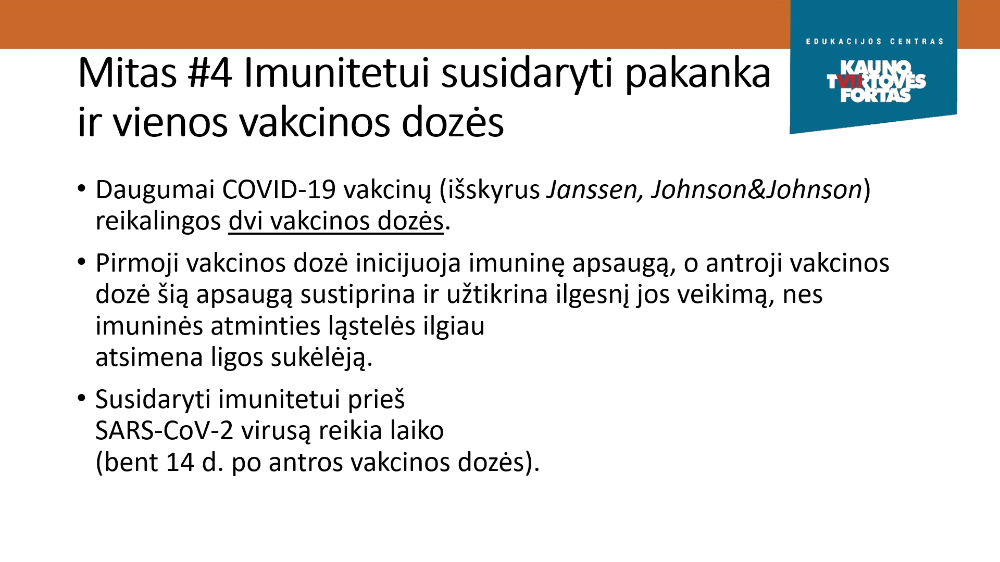 EDUKACIJOS CENTRAS
KAUNO
TVIIRTOVĖS
FORTAS
Mitas #4 Imunitetui susidaryti pakanka
ir vienos vakcinos dozės
• Daugumai COVID-19 vakcinų (išskyrus Janssen, Johnson&Johnson)
reikalingos dvi vakcinos dozės.
• Pirmoji vakcinos dozė inicijuoja imuninę apsaugą, o antroji vakcinos
dozė šią apsaugą sustiprina ir užtikrina ilgesnį jos veikimą, nes
imuninės atminties ląstelės ilgiau
atsimena ligos sukėlėją.
• Susidaryti imunitetui prieš
SARS-CoV-2 virusą reikia laiko
(bent 14 d. po antros vakcinos dozės).